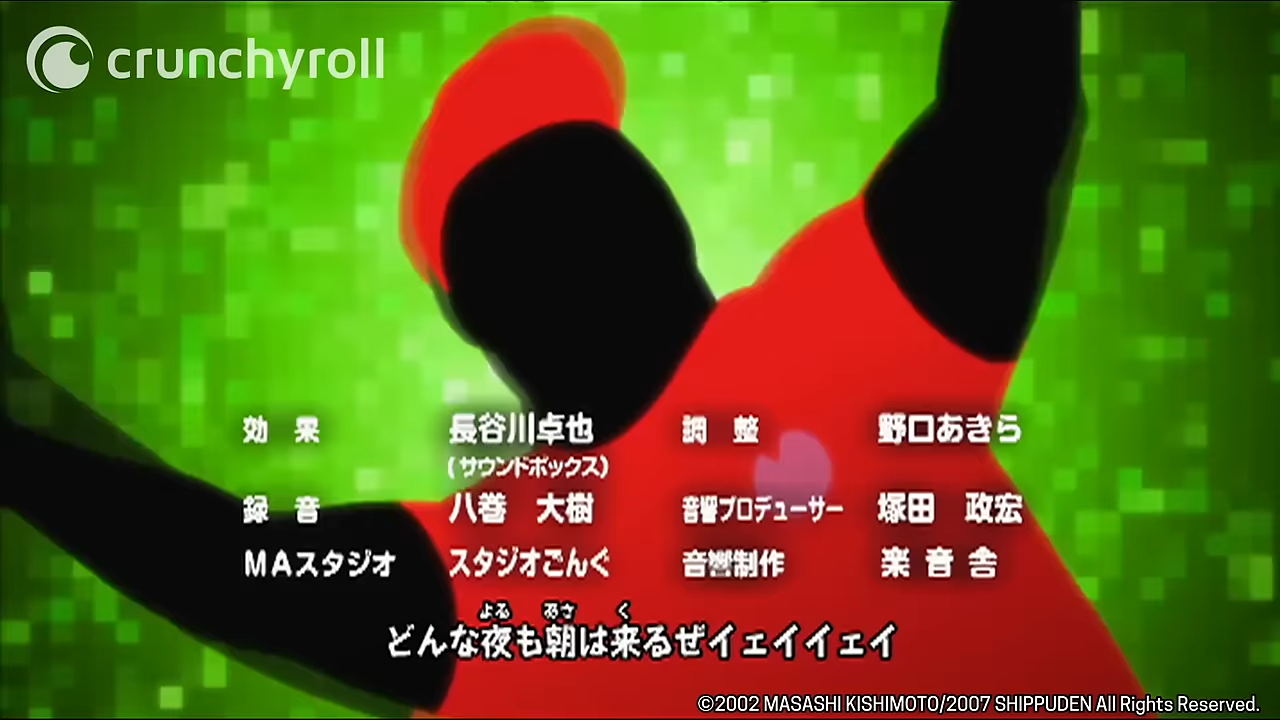 crunchyroll
効 果 長谷川卓也 調 整 野口あきら
(サウンドボックス)
録 音 八巻 大樹 音響プロデューサー 塚田 政宏
MAスタジオ スタジオごんぐ 音響制作 楽音舎
よる あさ く
どんな夜も朝は来るぜイェイイェイ
©2002 MASASHI KISHIMOTO/2007 SHIPPUDEN All Rights Reserved.